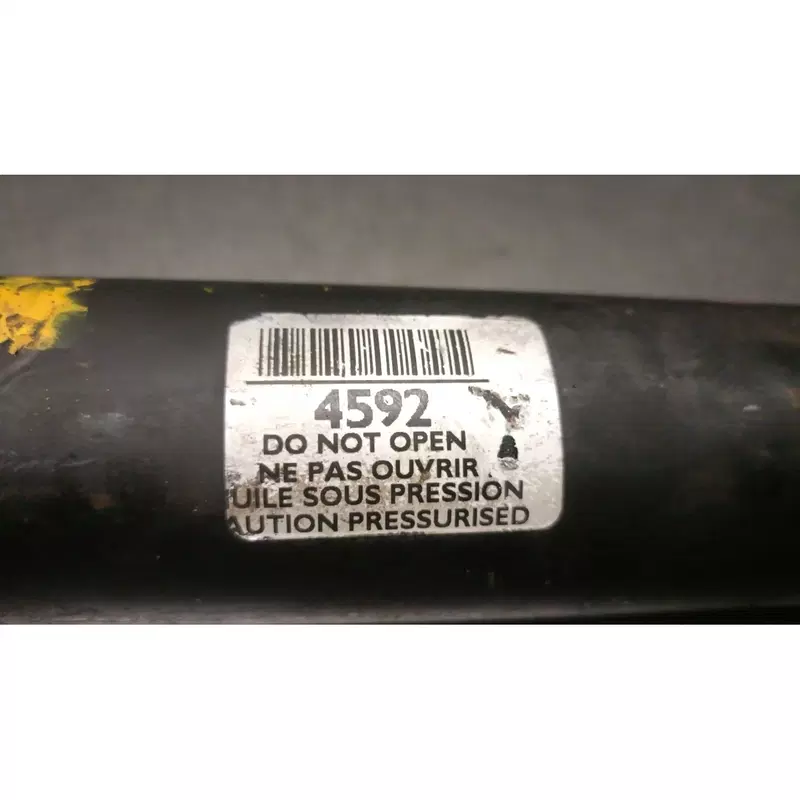 4592
DO NOT OPEN
NE PAS OUVRIR
UILE SOUS PRESSION
AUTION PRESSURISED